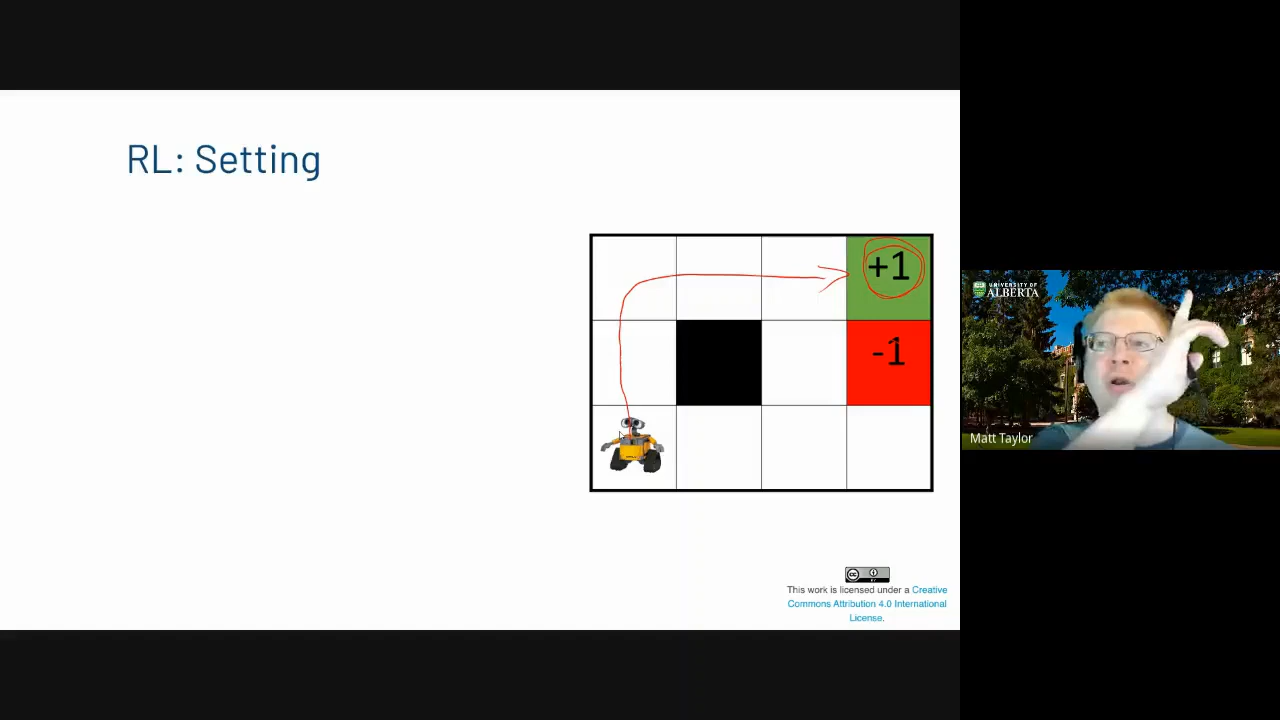 RL: Setting
+1
-1
This work is licensed under a Creative
Commons Attribution 4.0 International
License.
UNIVERSITY OF
ALBERTA
Matt Taylor